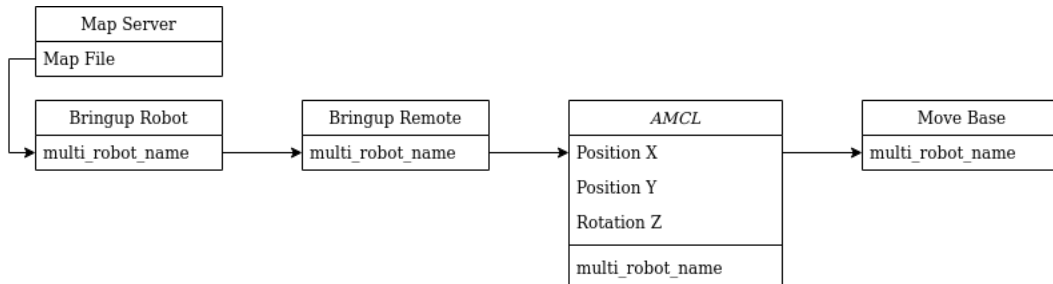 Map Server
Map File
Bringup Robot
multi_robot_name
Bringup Remote
multi_robot_name
AMCL
Position X
Position Y
Rotation Z
multi_robot_name
Move Base
multi_robot_name